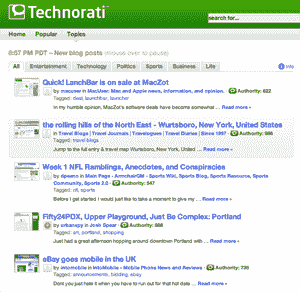 Technorati
search for...
Home Popular Topics
6:57 PM PDT – New blog posts (mouse over to pause)
All Entertainment Technology Politics Sports Business Life info
Quick! LanchBar is on sale at MacZot
by macuser in MacUser: Mac and Apple news, information, and opinion. Authority: 622
Tagged: deal, launchbar, launcher
In my humble opinion, MacZot's software deals have become somewhat ... Read more »
the rolling hills of the North East - Wurtsboro, New York, United States
in Travel Blogs | Travel Journals | Travelogues | Travel Diaries | Since 1997 Authority:
Tagged: travel blogs
Jump to the full entry & travel map Wurtsboro, New York, United States ... Read more »
Week 1 NFL Ramblings, Anecdotes, and Conspiracies
by in Main - ArmchairGM - Sports Wiki, Sports Blog, Sports Resource, Sports
Community, Sports 2.0 - Authority: 547
Tagged: nfl, sports
Before I get started I would just like to take a moment to give my ... Read more »
Fifty24PDX, Upper Playground, Just Be Complex: Portland
by urbanspy in Josh Spear Authority:
Tagged: art, portland, shopping
Just had a great afternoon hopping around downtown Portland with ... Read more »
eBay goes mobile in the UK
by intomobile in IntoMobile - Mobile Phone News and Reviews - Authority:
Tagged: announcements, bidding, ebay
Dont you just hate it when you have to run out for that hot date ... Read more »